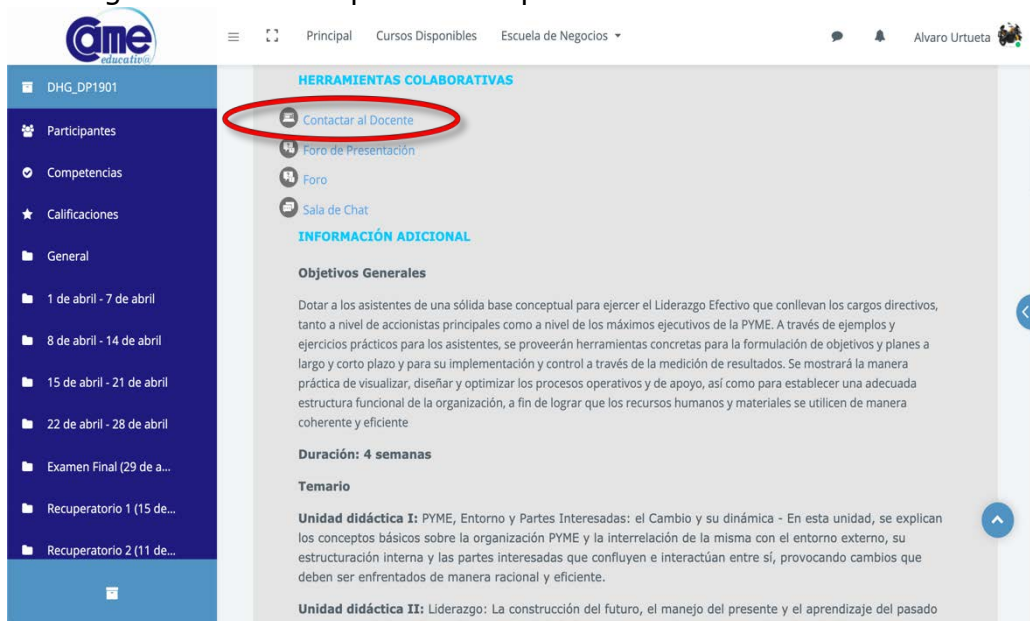 Came
educativ@
Principal Cursos Disponibles Escuela de Negocios
Alvaro Urtueta
DHG_DP1901
Participantes
Competencias
Calificaciones
General
1 de abril - 7 de abril
8 de abril - 14 de abril
15 de abril - 21 de abril
22 de abril - 28 de abril
Examen Final (29 de a...
Recuperatorio 1 (15 de...
Recuperatorio 2 (11 de...
HERRAMIENTAS COLABORATIVAS
Contactar al Docente
Foro de Presentación
Foro
Sala de Chat
INFORMACIÓN ADICIONAL
Objetivos Generales
Dotar a los asistentes de una sólida base conceptual para ejercer el Liderazgo Efectivo que conllevan los cargos directivos,
tanto a nivel de accionistas principales como a nivel de los máximos ejecutivos de la PYME. A través de ejemplos y
ejercicios prácticos para los asistentes, se proveerán herramientas concretas para la formulación de objetivos y planes a
largo y corto plazo y para su implementación y control a través de la medición de resultados. Se mostrará la manera
práctica de visualizar, diseñar y optimizar los procesos operativos y de apoyo, así como para establecer una adecuada
estructura funcional de la organización, a fin de lograr que los recursos humanos y materiales se utilicen de manera
coherente y eficiente
Duración: 4 semanas
Temario
Unidad didáctica I: PYME, Entorno y Partes Interesadas: el Cambio y su dinámica - En esta unidad, se explican
los conceptos básicos sobre la organización PYME y la interrelación de la misma con el entorno externo, su
estructuración interna y las partes interesadas que confluyen e interactúan entre sí, provocando cambios que
deben ser enfrentados de manera racional y eficiente.
Unidad didáctica II: Liderazgo: La construcción del futuro, el manejo del presente y el aprendizaje del pasado